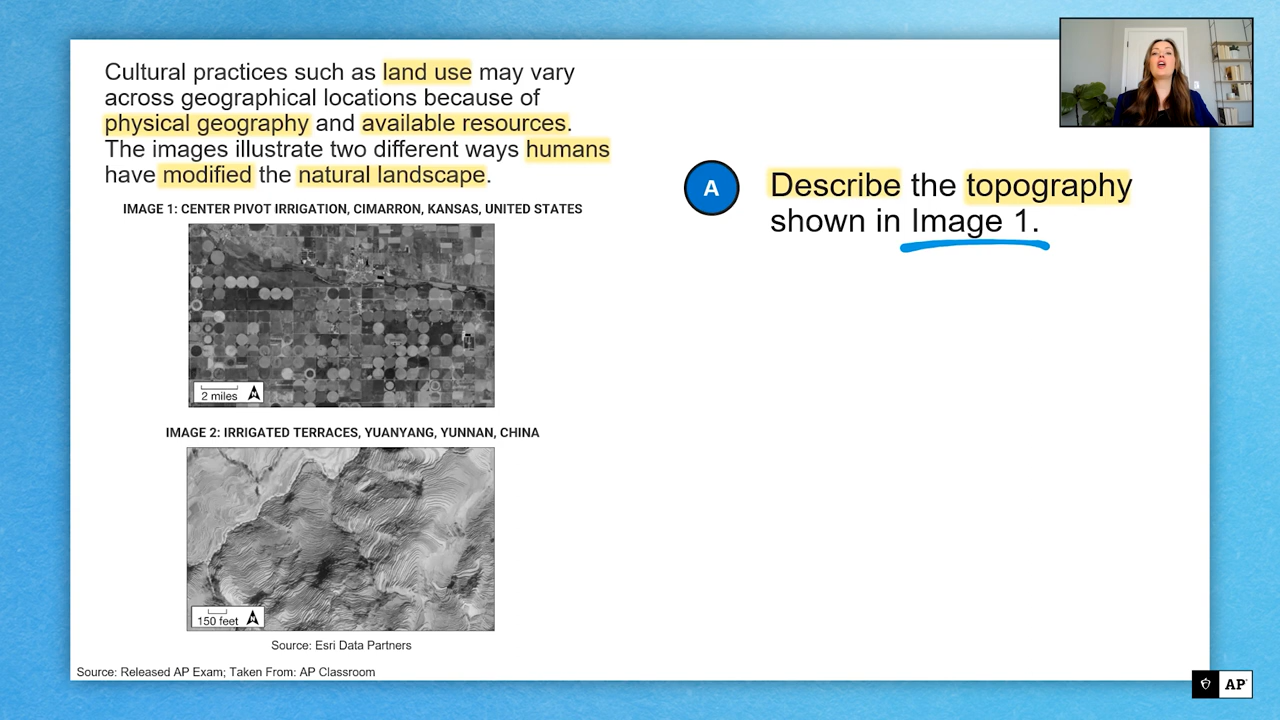 Cultural practices such as land use may vary
across geographical locations because of
physical geography and available resources.
The images illustrate two different ways humans
have modified the natural landscape.
IMAGE 1: CENTER PIVOT IRRIGATION, CIMARRON, KANSAS, UNITED STATES
2 miles
N
IMAGE 2: IRRIGATED TERRACES, YUANYANG, YUNNAN, CHINA
150 feet
N
Source: Esri Data Partners
Source: Released AP Exam; Taken From: AP Classroom
A
Describe the topography
shown in Image 1.
AP